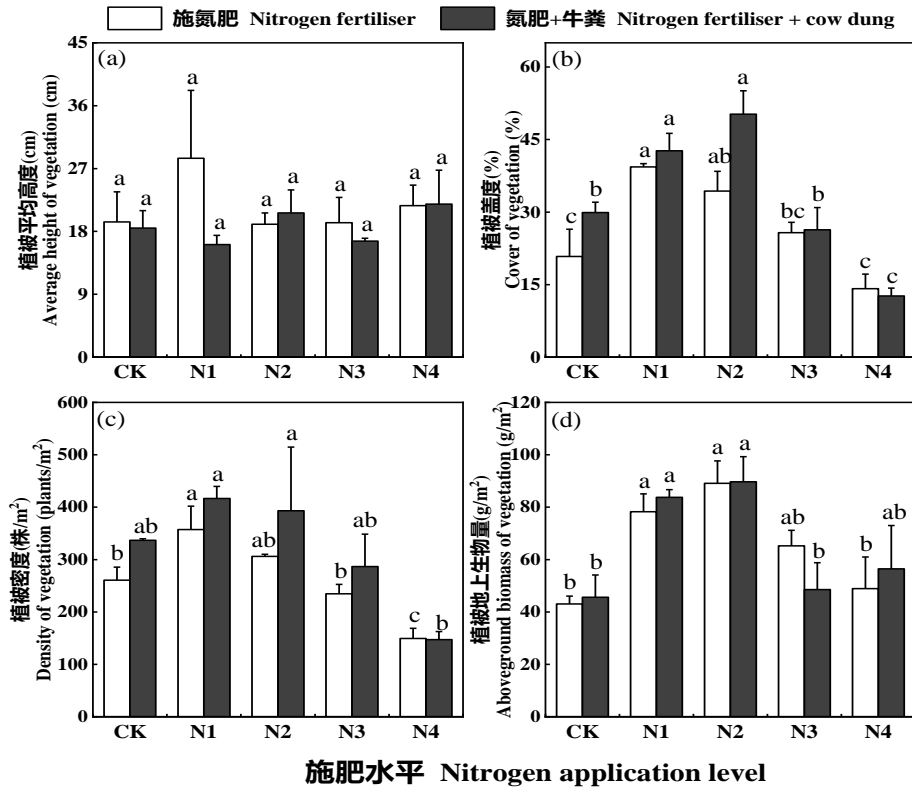 施氮肥 Nitrogen fertiliser 氮肥+牛粪 Nitrogen fertiliser + cow dung
(a)
植被平均高度(cm)
Average height of vegetation (cm)
45
36
27
18
9
0
a a a a a a a a a a
CK N1 N2 N3 N4
(b)
植被盖度(%)
Cover of vegetation (%)
60
45
30
15
0
c b a a ab a bc b c c
CK N1 N2 N3 N4
(c)
植被密度(株/m²)
Density of vegetation (plants/m²)
600
500
400
300
200
100
0
b ab a a ab a b ab c b
CK N1 N2 N3 N4
(d)
植被地上生物量(g/m²)
Aboveground biomass of vegetation (g/m²)
120
100
80
60
40
20
0
b b a a a a ab b b ab
CK N1 N2 N3 N4
施肥水平 Nitrogen application level